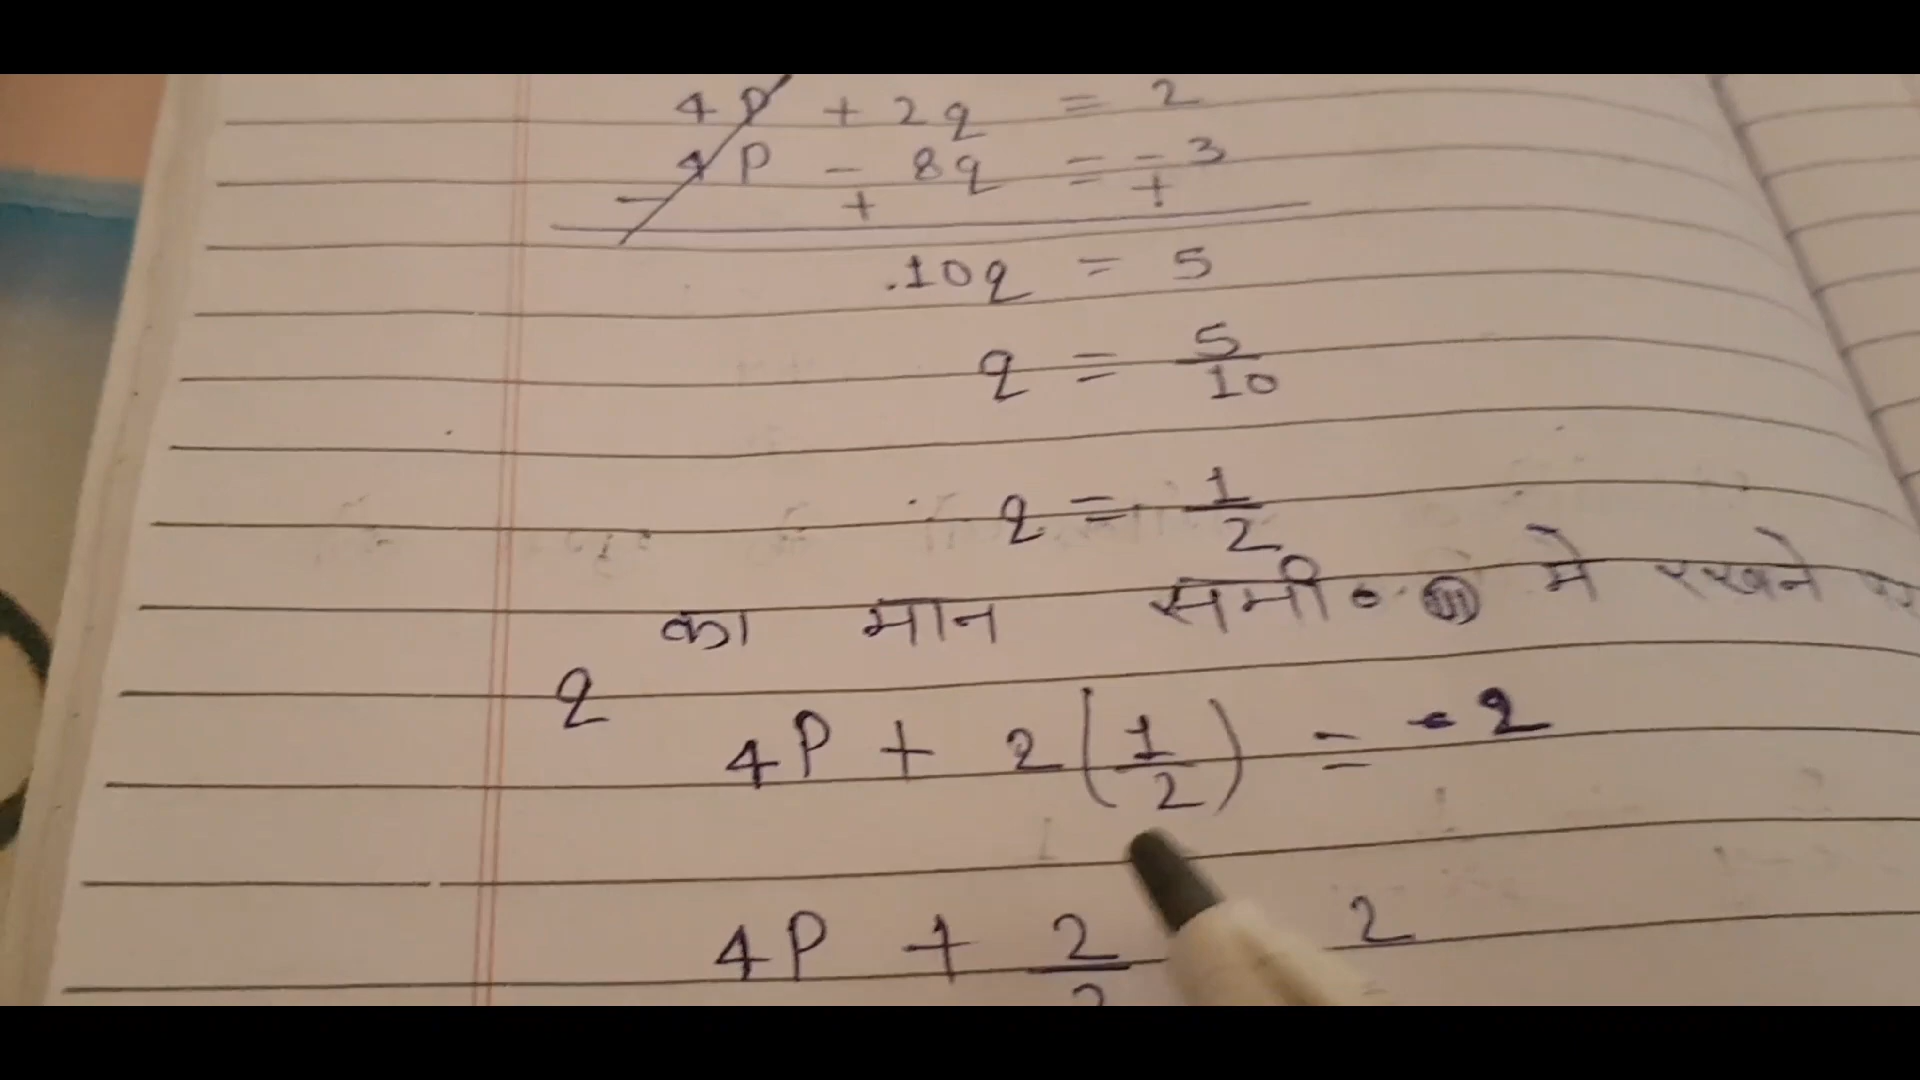 4P + 2q = 2
4P - 8q = - 3
- + +
.10q = 5
q = 5/10
q = 1/2
q का मान समी० (iii) मे रखने
4P + 2(1/2) = - 2
4P + 2/2 2